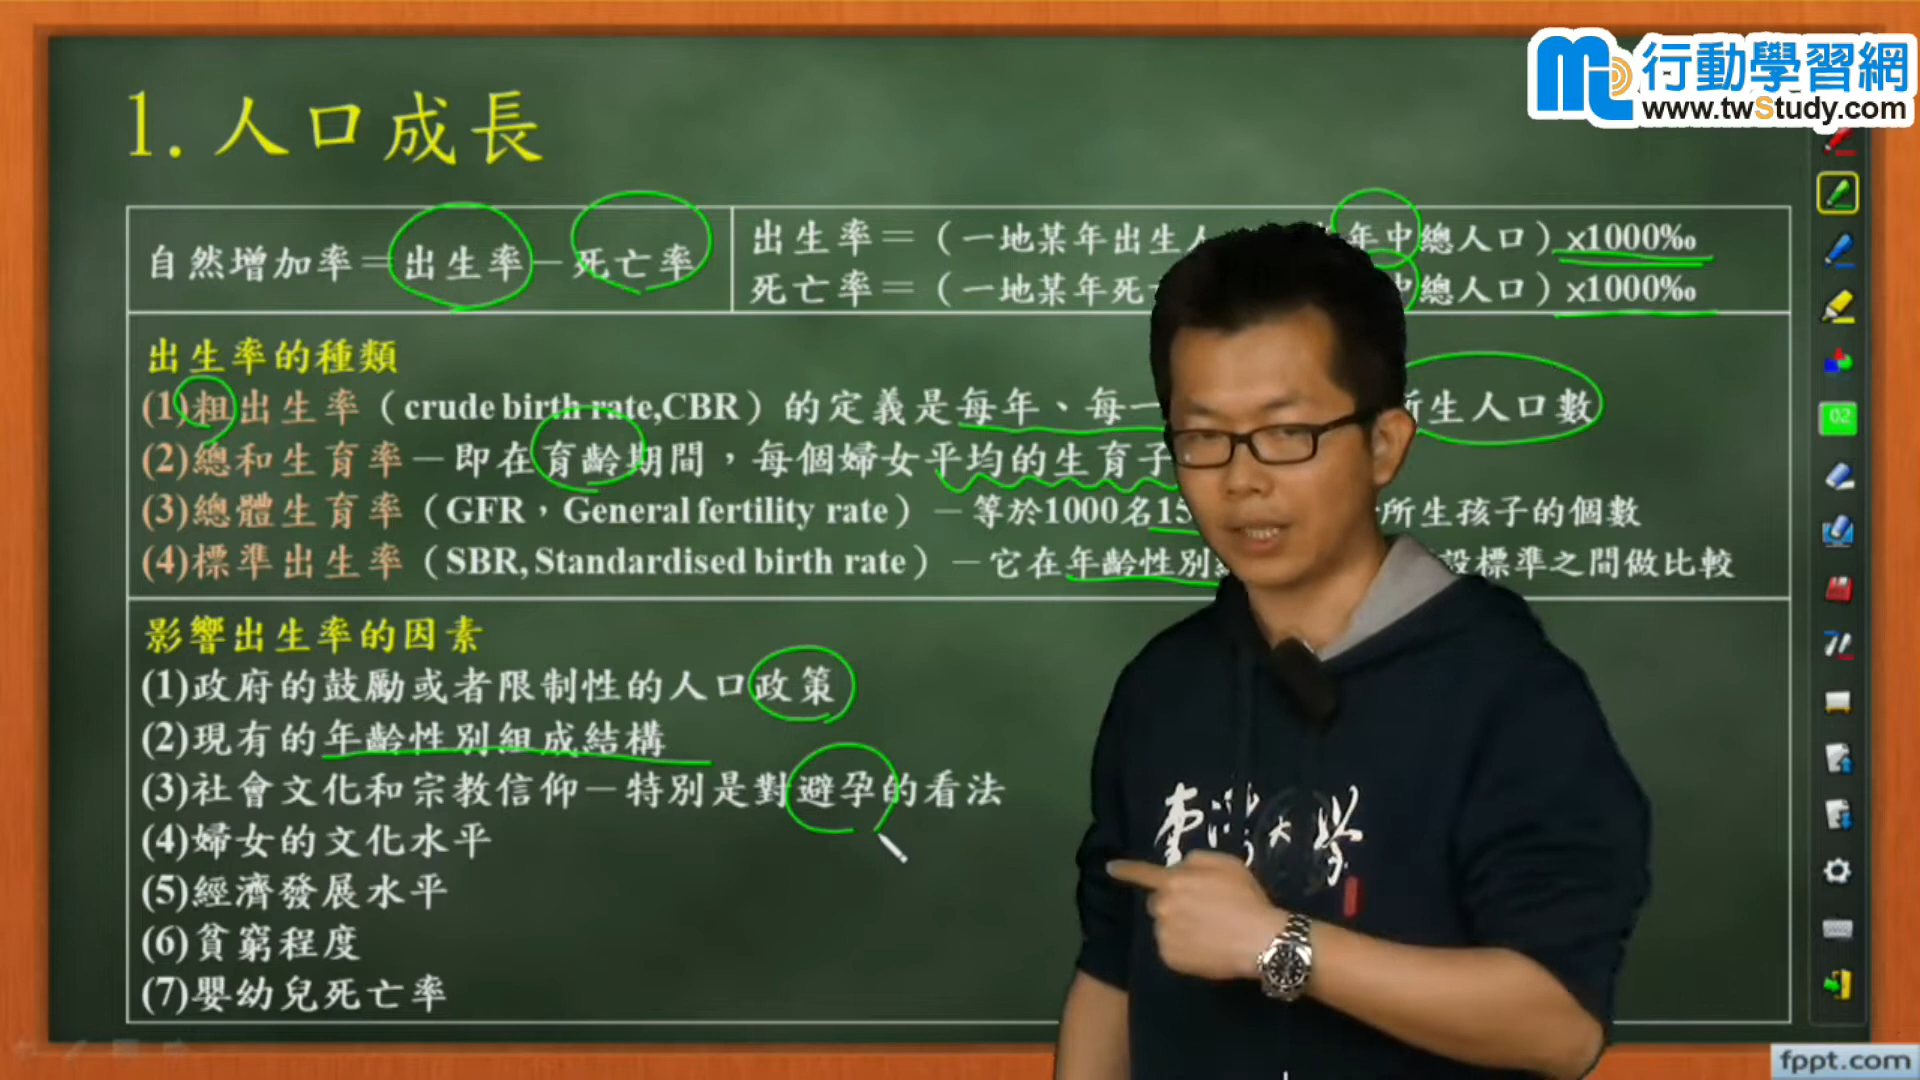 行動學習網
www.twStudy.com
1.人口成長
自然增加率＝出生率－死亡率
出生率＝（一地某年出生人 年中總人口）x1000‰
死亡率＝（一地某年死 中總人口）x1000‰
出生率的種類
(1)粗出生率（crude birth rate,CBR）的定義是每年、每一 所生人口數
(2)總和生育率－即在育齡期間，每個婦女平均的生育子
(3)總體生育率（GFR，General fertility rate）－等於1000名15 所生孩子的個數
(4)標準出生率（SBR, Standardised birth rate）－它在年齡性別 設標準之間做比較
影響出生率的因素
(1)政府的鼓勵或者限制性的人口政策
(2)現有的年齡性別組成結構
(3)社會文化和宗教信仰－特別是對避孕的看法
(4)婦女的文化水平
(5)經濟發展水平
(6)貧窮程度
(7)嬰幼兒死亡率
臺灣大學
02
fppt.com